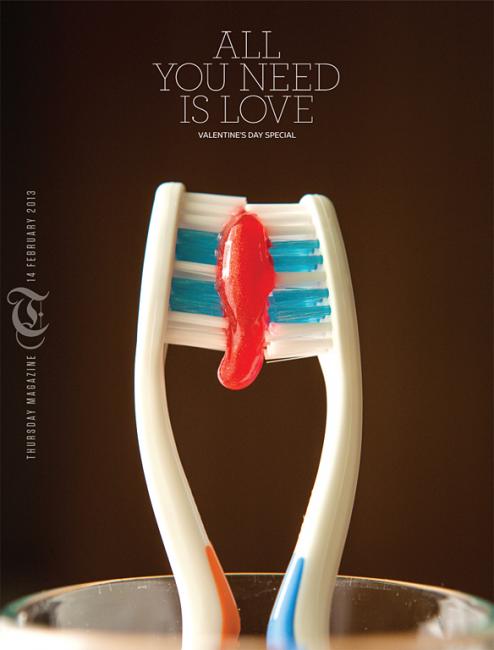 ALL
YOU NEED
IS LOVE
VALENTINE'S DAY SPECIAL
THURSDAY MAGAZINE T 14 FEBRUARY 2013